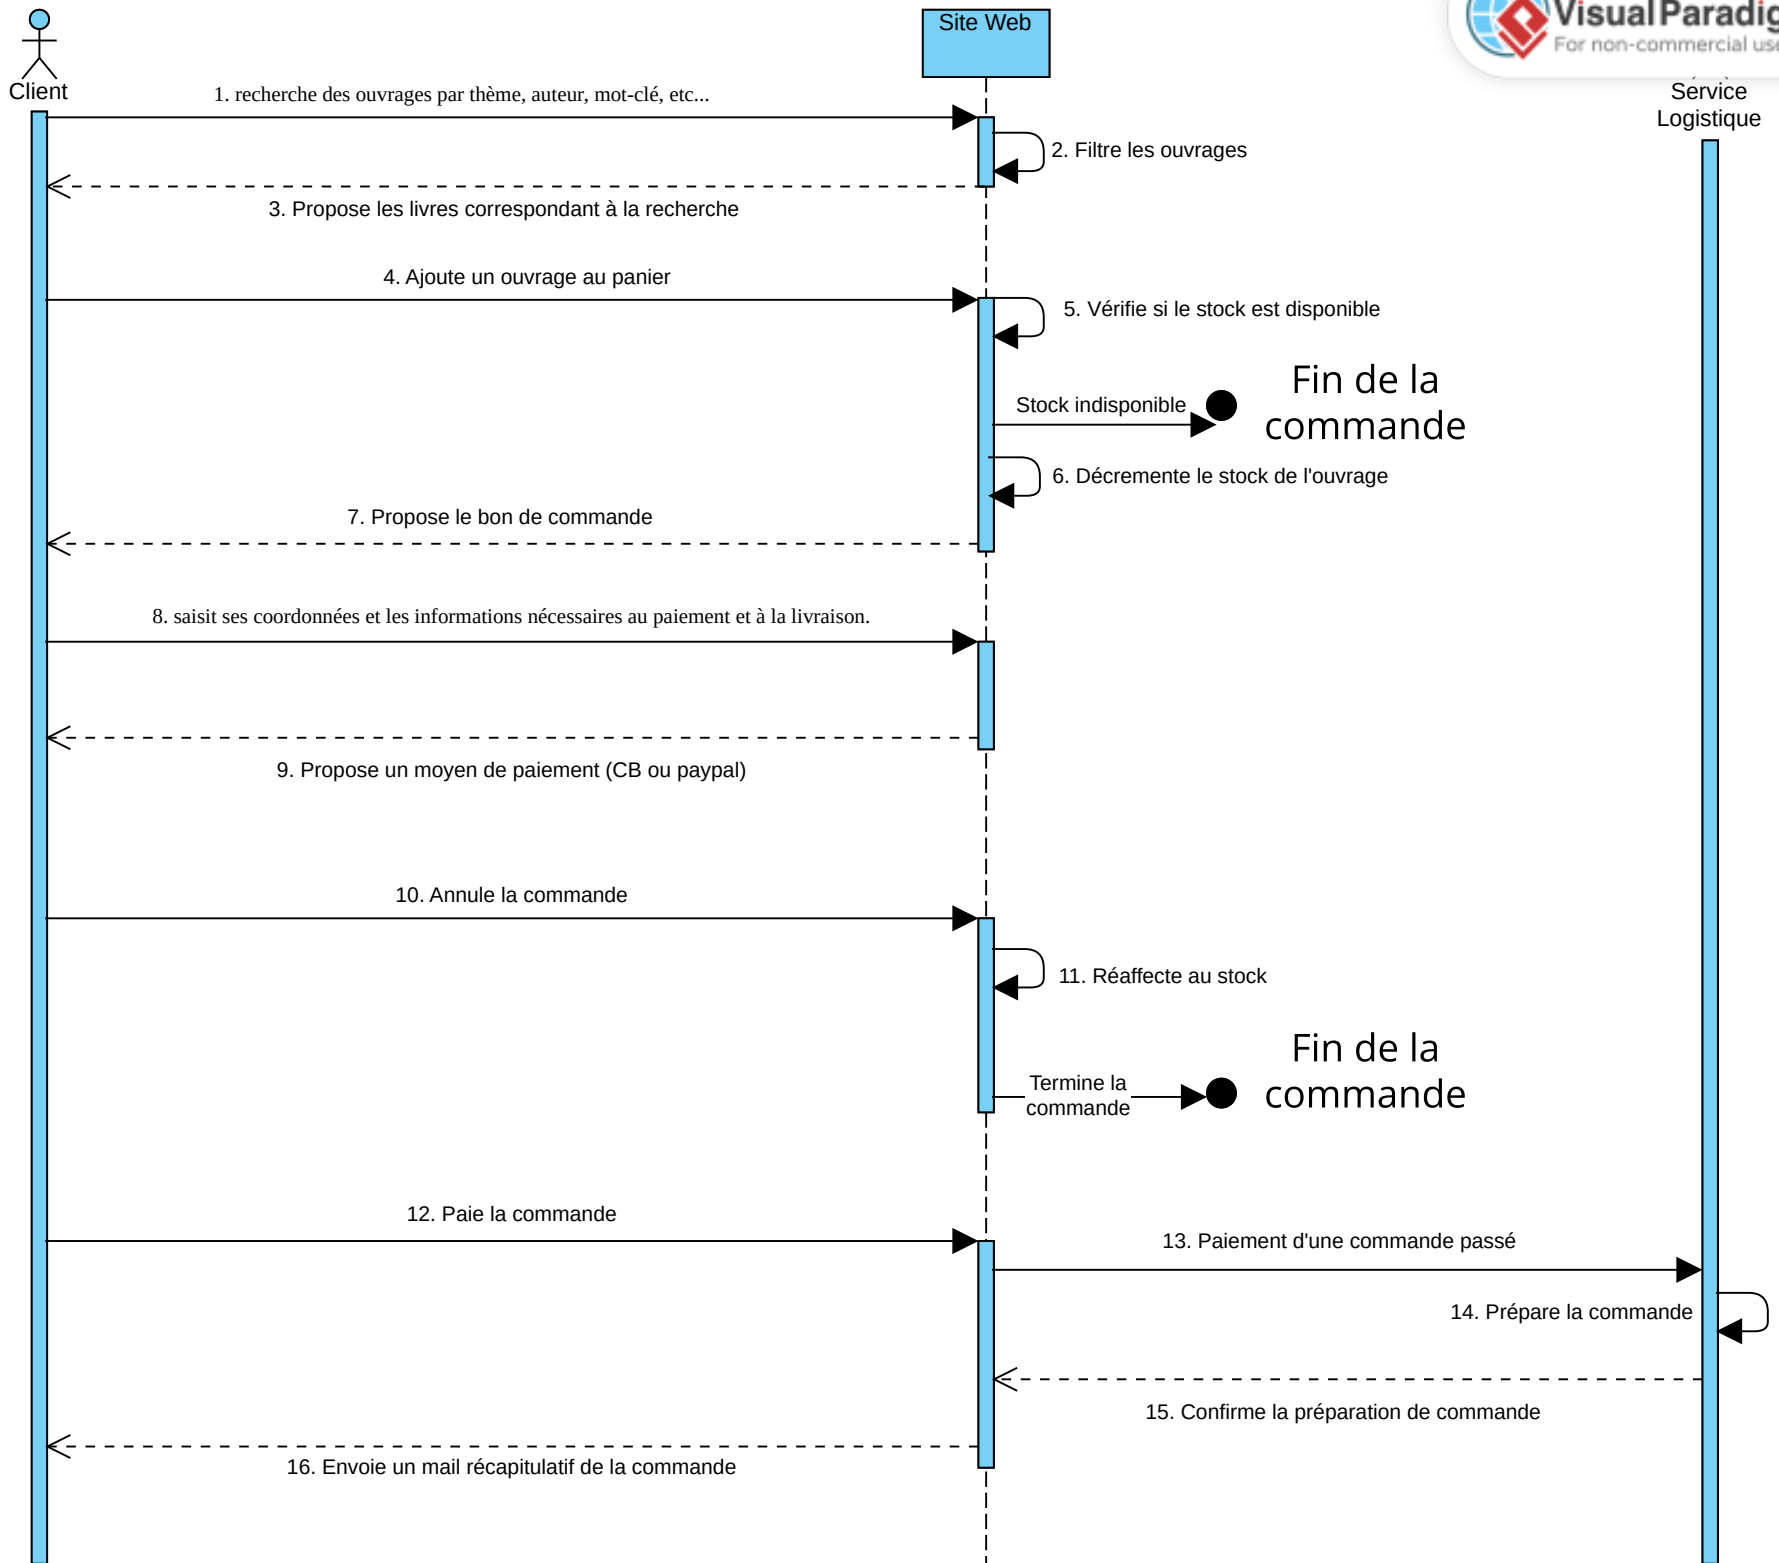 Site Web
VisualParadig
For non-commercial use
Client
Service
Logistique
1. recherche des ouvrages par thème, auteur, mot-clé, etc...
2. Filtre les ouvrages
3. Propose les livres correspondant à la recherche
4. Ajoute un ouvrage au panier
5. Vérifie si le stock est disponible
Fin de la
commande
Stock indisponible
6. Décremente le stock de l'ouvrage
7. Propose le bon de commande
8. saisit ses coordonnées et les informations nécessaires au paiement et à la livraison.
9. Propose un moyen de paiement (CB ou paypal)
10. Annule la commande
11. Réaffecte au stock
Fin de la
commande
Termine la
commande
12. Paie la commande
13. Paiement d'une commande passé
14. Prépare la commande
15. Confirme la préparation de commande
16. Envoie un mail récapitulatif de la commande